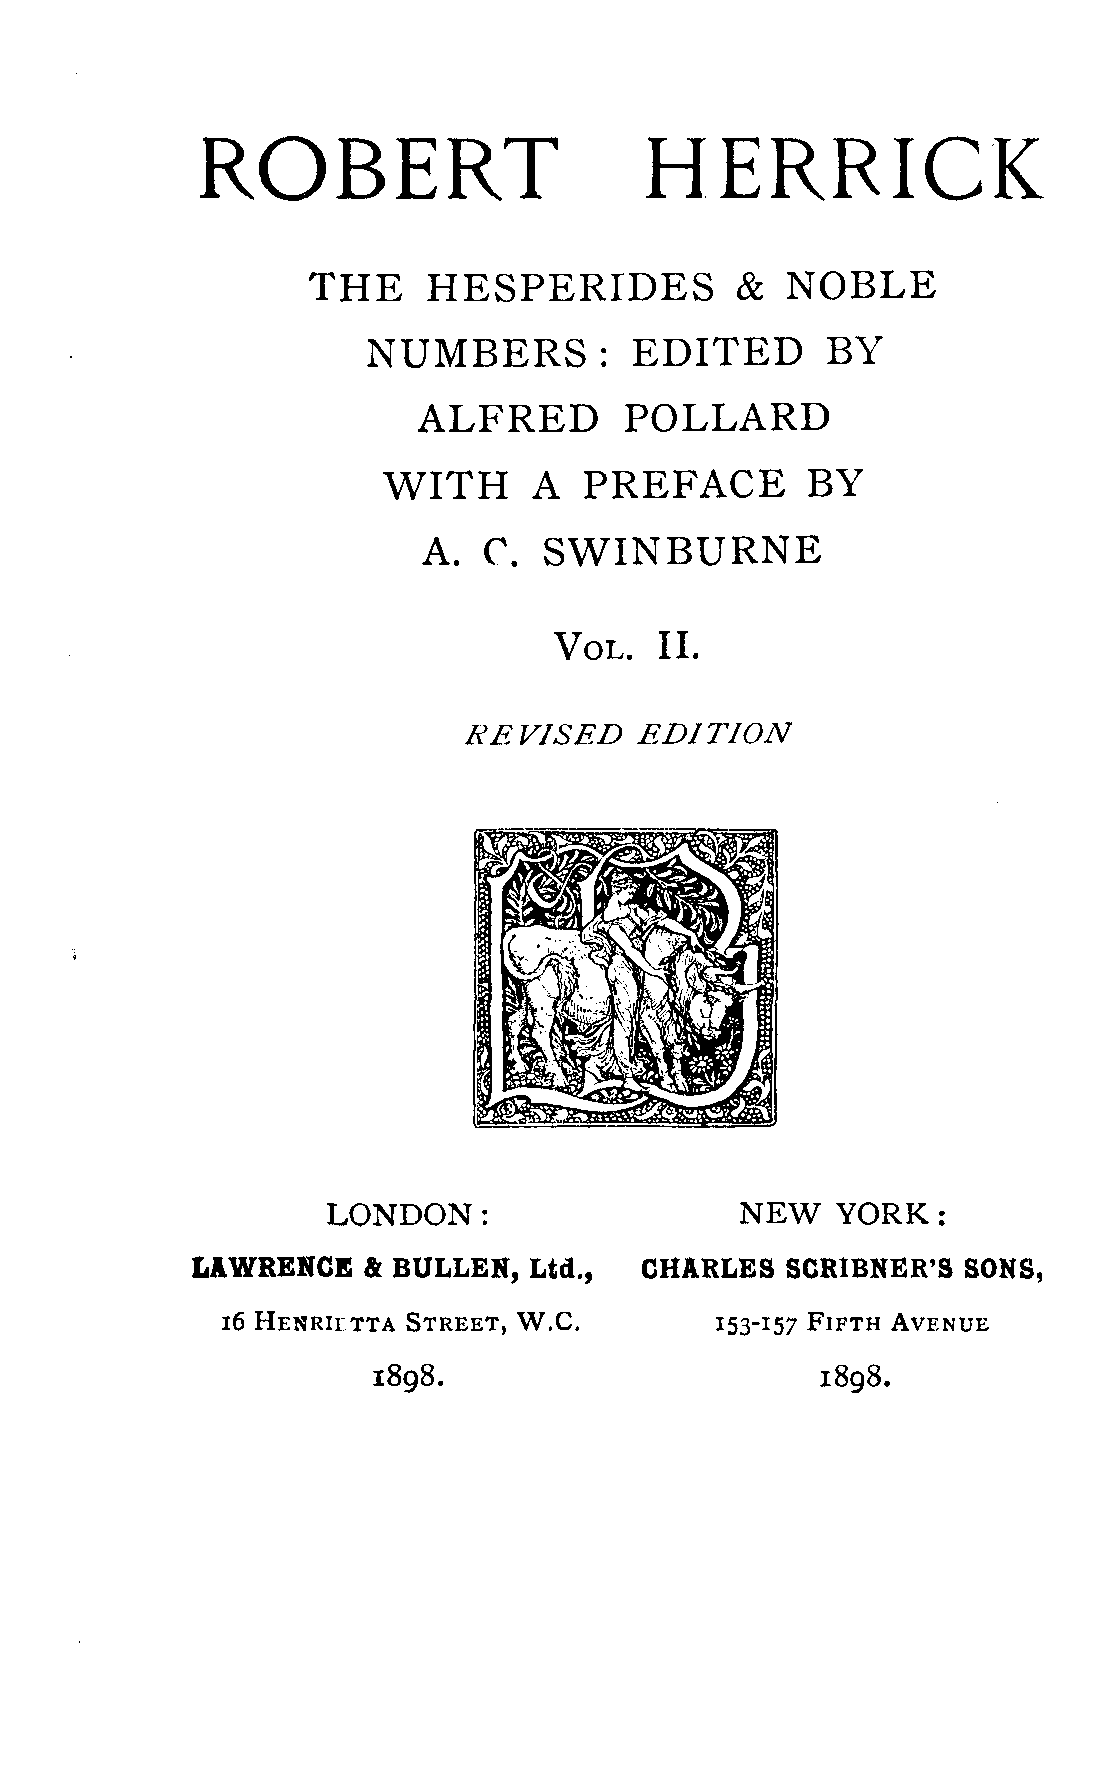 ROBERT HERRICK
THE HESPERIDES & NOBLE
NUMBERS: EDITED BY
ALFRED POLLARD
WITH A PREFACE BY
A. C. SWINBURNE
VOL. II.
REVISED EDITION
LB
LONDON:
LAWRENCE & BULLEN, Ltd.,
16 HENRIETTA STREET, W.C.
1898.
NEW YORK:
CHARLES SCRIBNER'S SONS,
153-157 FIFTH AVENUE
1898.